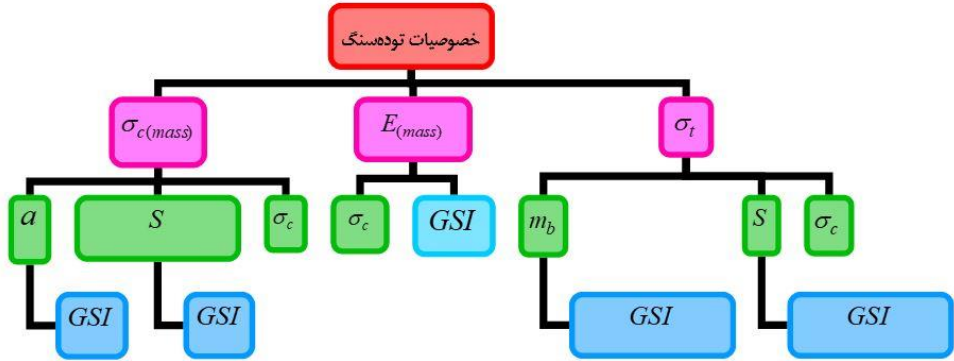 خصوصیات توده‌سنگ
σc(mass)
E(mass)
σt
a
S
σc
σc
GSI
mb
S
σc
GSI
GSI
GSI
GSI